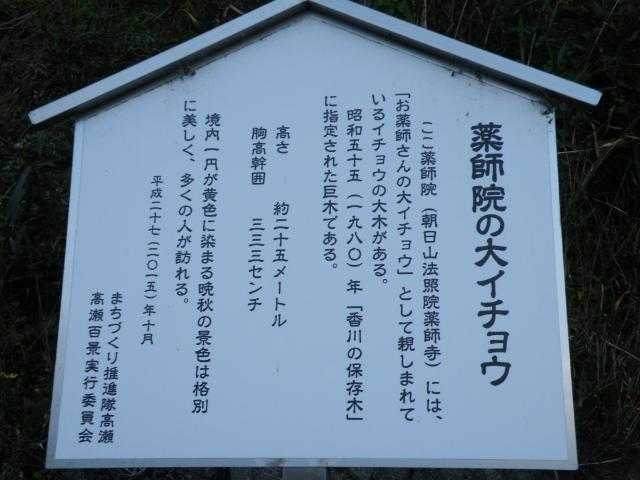 薬師院の大イチョウ
ここ薬師院（朝日山法照院薬師寺）には、
「お薬師さんの大イチョウ」として親しまれて
いるイチョウの大木がある。
昭和五十五（一九八〇）年「香川の保存木」
に指定された巨木である。
高さ　約二十五メートル
胸高幹囲　三三三センチ
境内一円が黄色に染まる晩秋の景色は格別
に美しく、多くの人が訪れる。
平成二十七（二〇一五）年十月
まちづくり推進隊高瀬
高瀬百景実行委員会